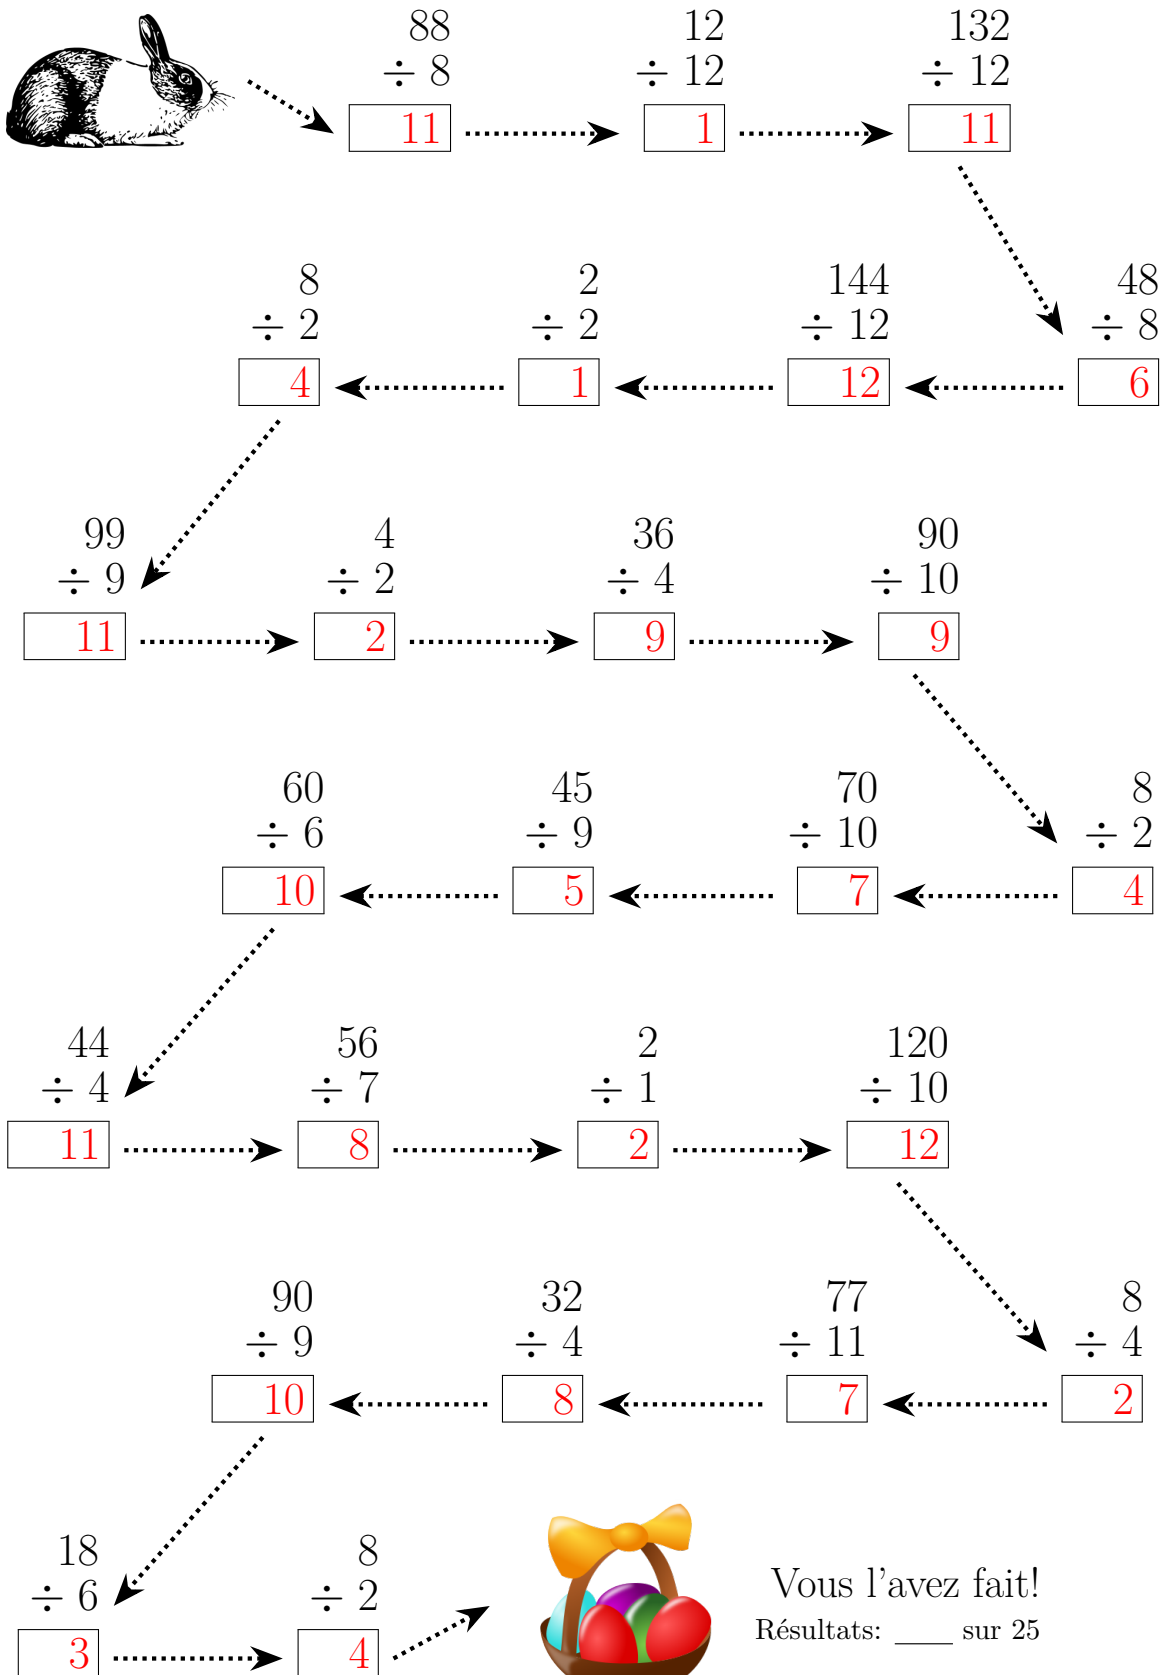 88 12 132
÷ 8 ÷ 12 ÷ 12
11 1 11
8 2 144 48
÷ 2 ÷ 2 ÷ 12 ÷ 8
4 1 12 6
99 4 36 90
÷ 9 ÷ 2 ÷ 4 ÷ 10
11 2 9 9
60 45 70 8
÷ 6 ÷ 9 ÷ 10 ÷ 2
10 5 7 4
44 56 2 120
÷ 4 ÷ 7 ÷ 1 ÷ 10
11 8 2 12
90 32 77 8
÷ 9 ÷ 4 ÷ 11 ÷ 4
10 8 7 2
18 8
÷ 6 ÷ 2
3 4
Vous l'avez fait!
Résultats: ____ sur 25